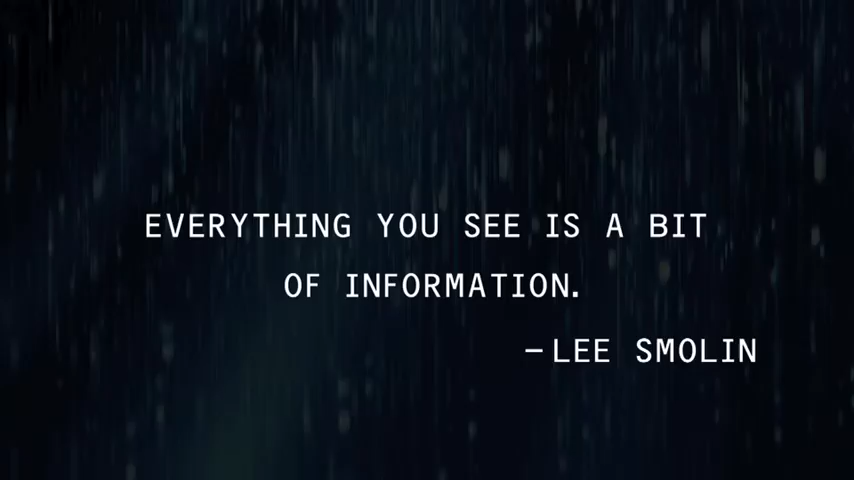 EVERYTHING YOU SEE IS A BIT
OF INFORMATION.
—LEE SMOLIN